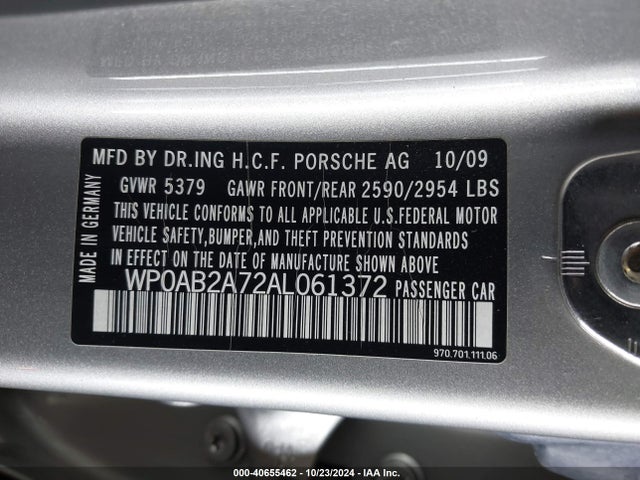 MFD BY DR.ING H.C.F. PORSCHE AG 10/09
GVWR 5379 GAWR FRONT/REAR 2590/2954 LBS
THIS VEHICLE CONFORMS TO ALL APPLICABLE U.S.FEDERAL MOTOR
VEHICLE SAFETY,BUMPER,AND THEFT PREVENTION STANDARDS
IN EFFECT ON THE DATE OF MANUFACTURE SHOWN ABOVE
WP0AB2A72AL061372 PASSENGER CAR
MADE IN GERMANY
970.701.111.06
000-40655462 - 10/23/2024 - IAA Inc.